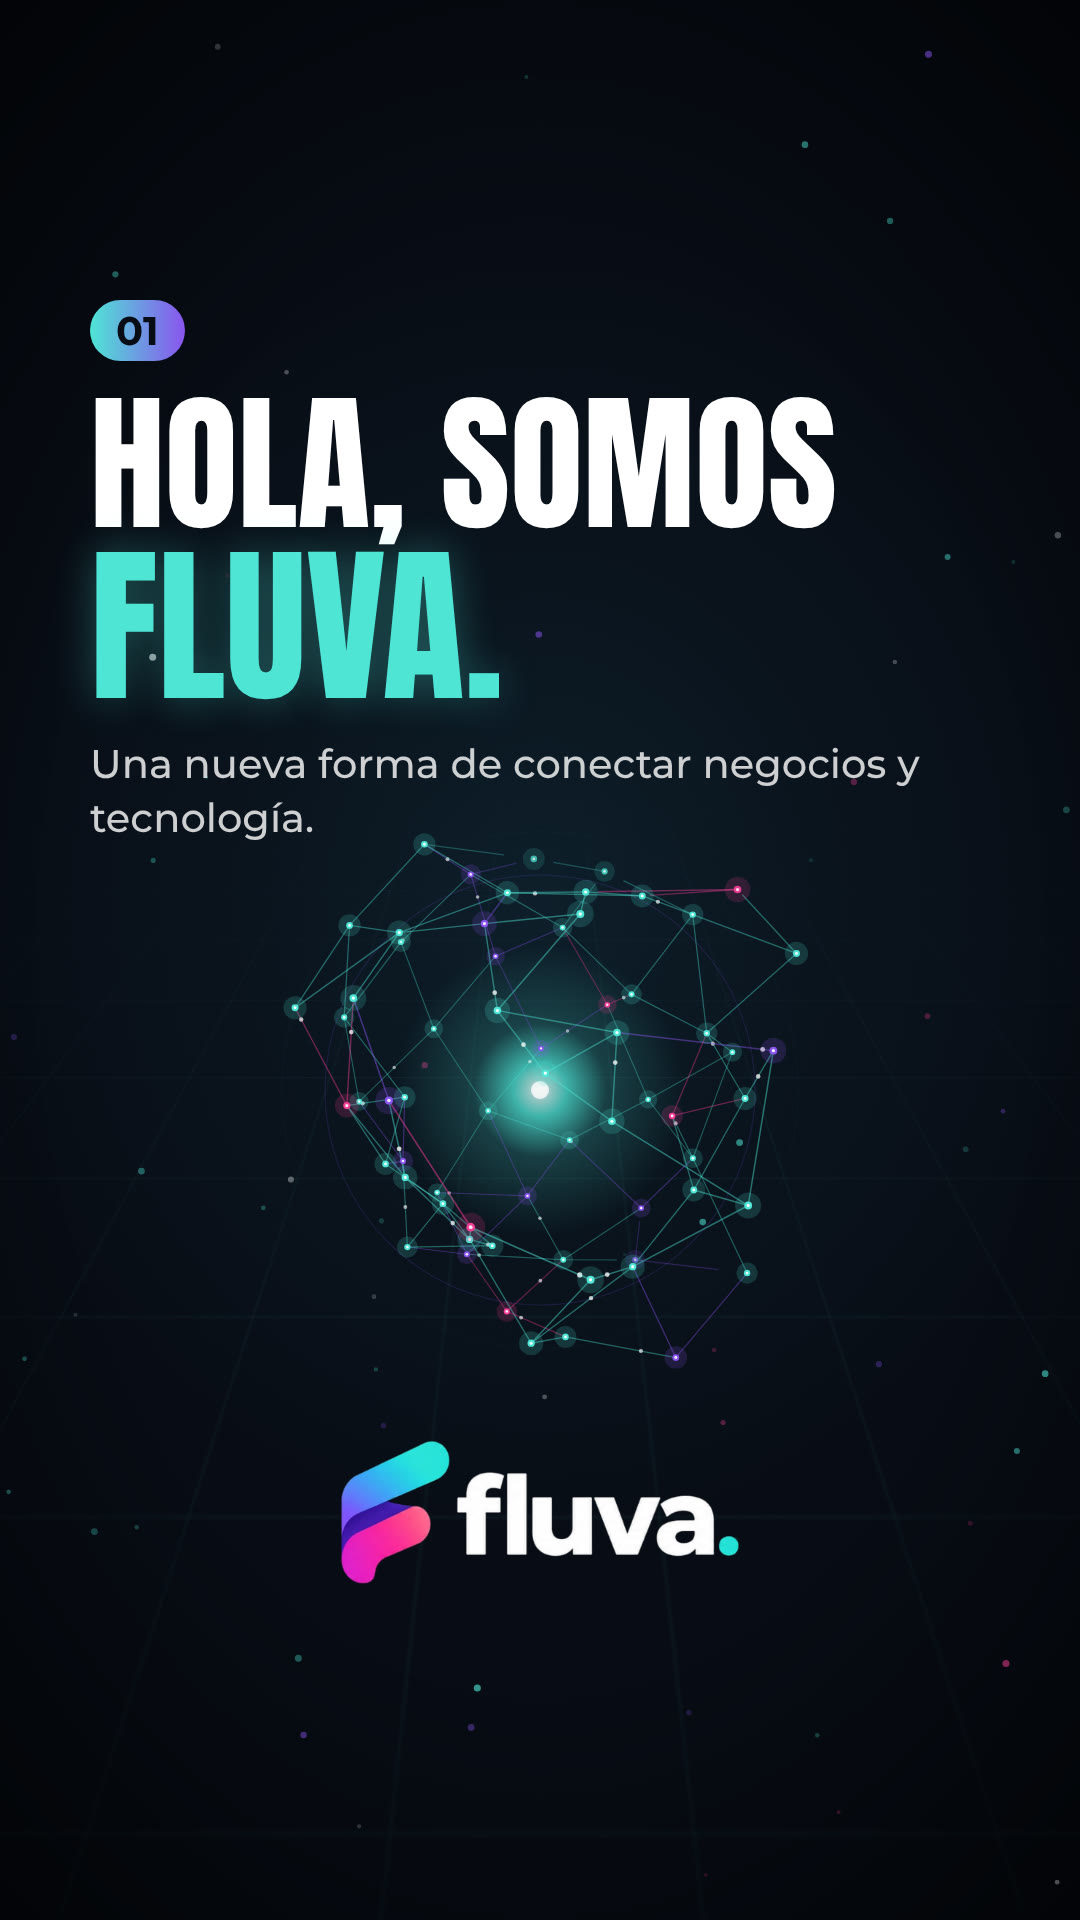 01
HOLA, SOMOS
FLUVA.
Una nueva forma de conectar negocios y
tecnología.
fluva.